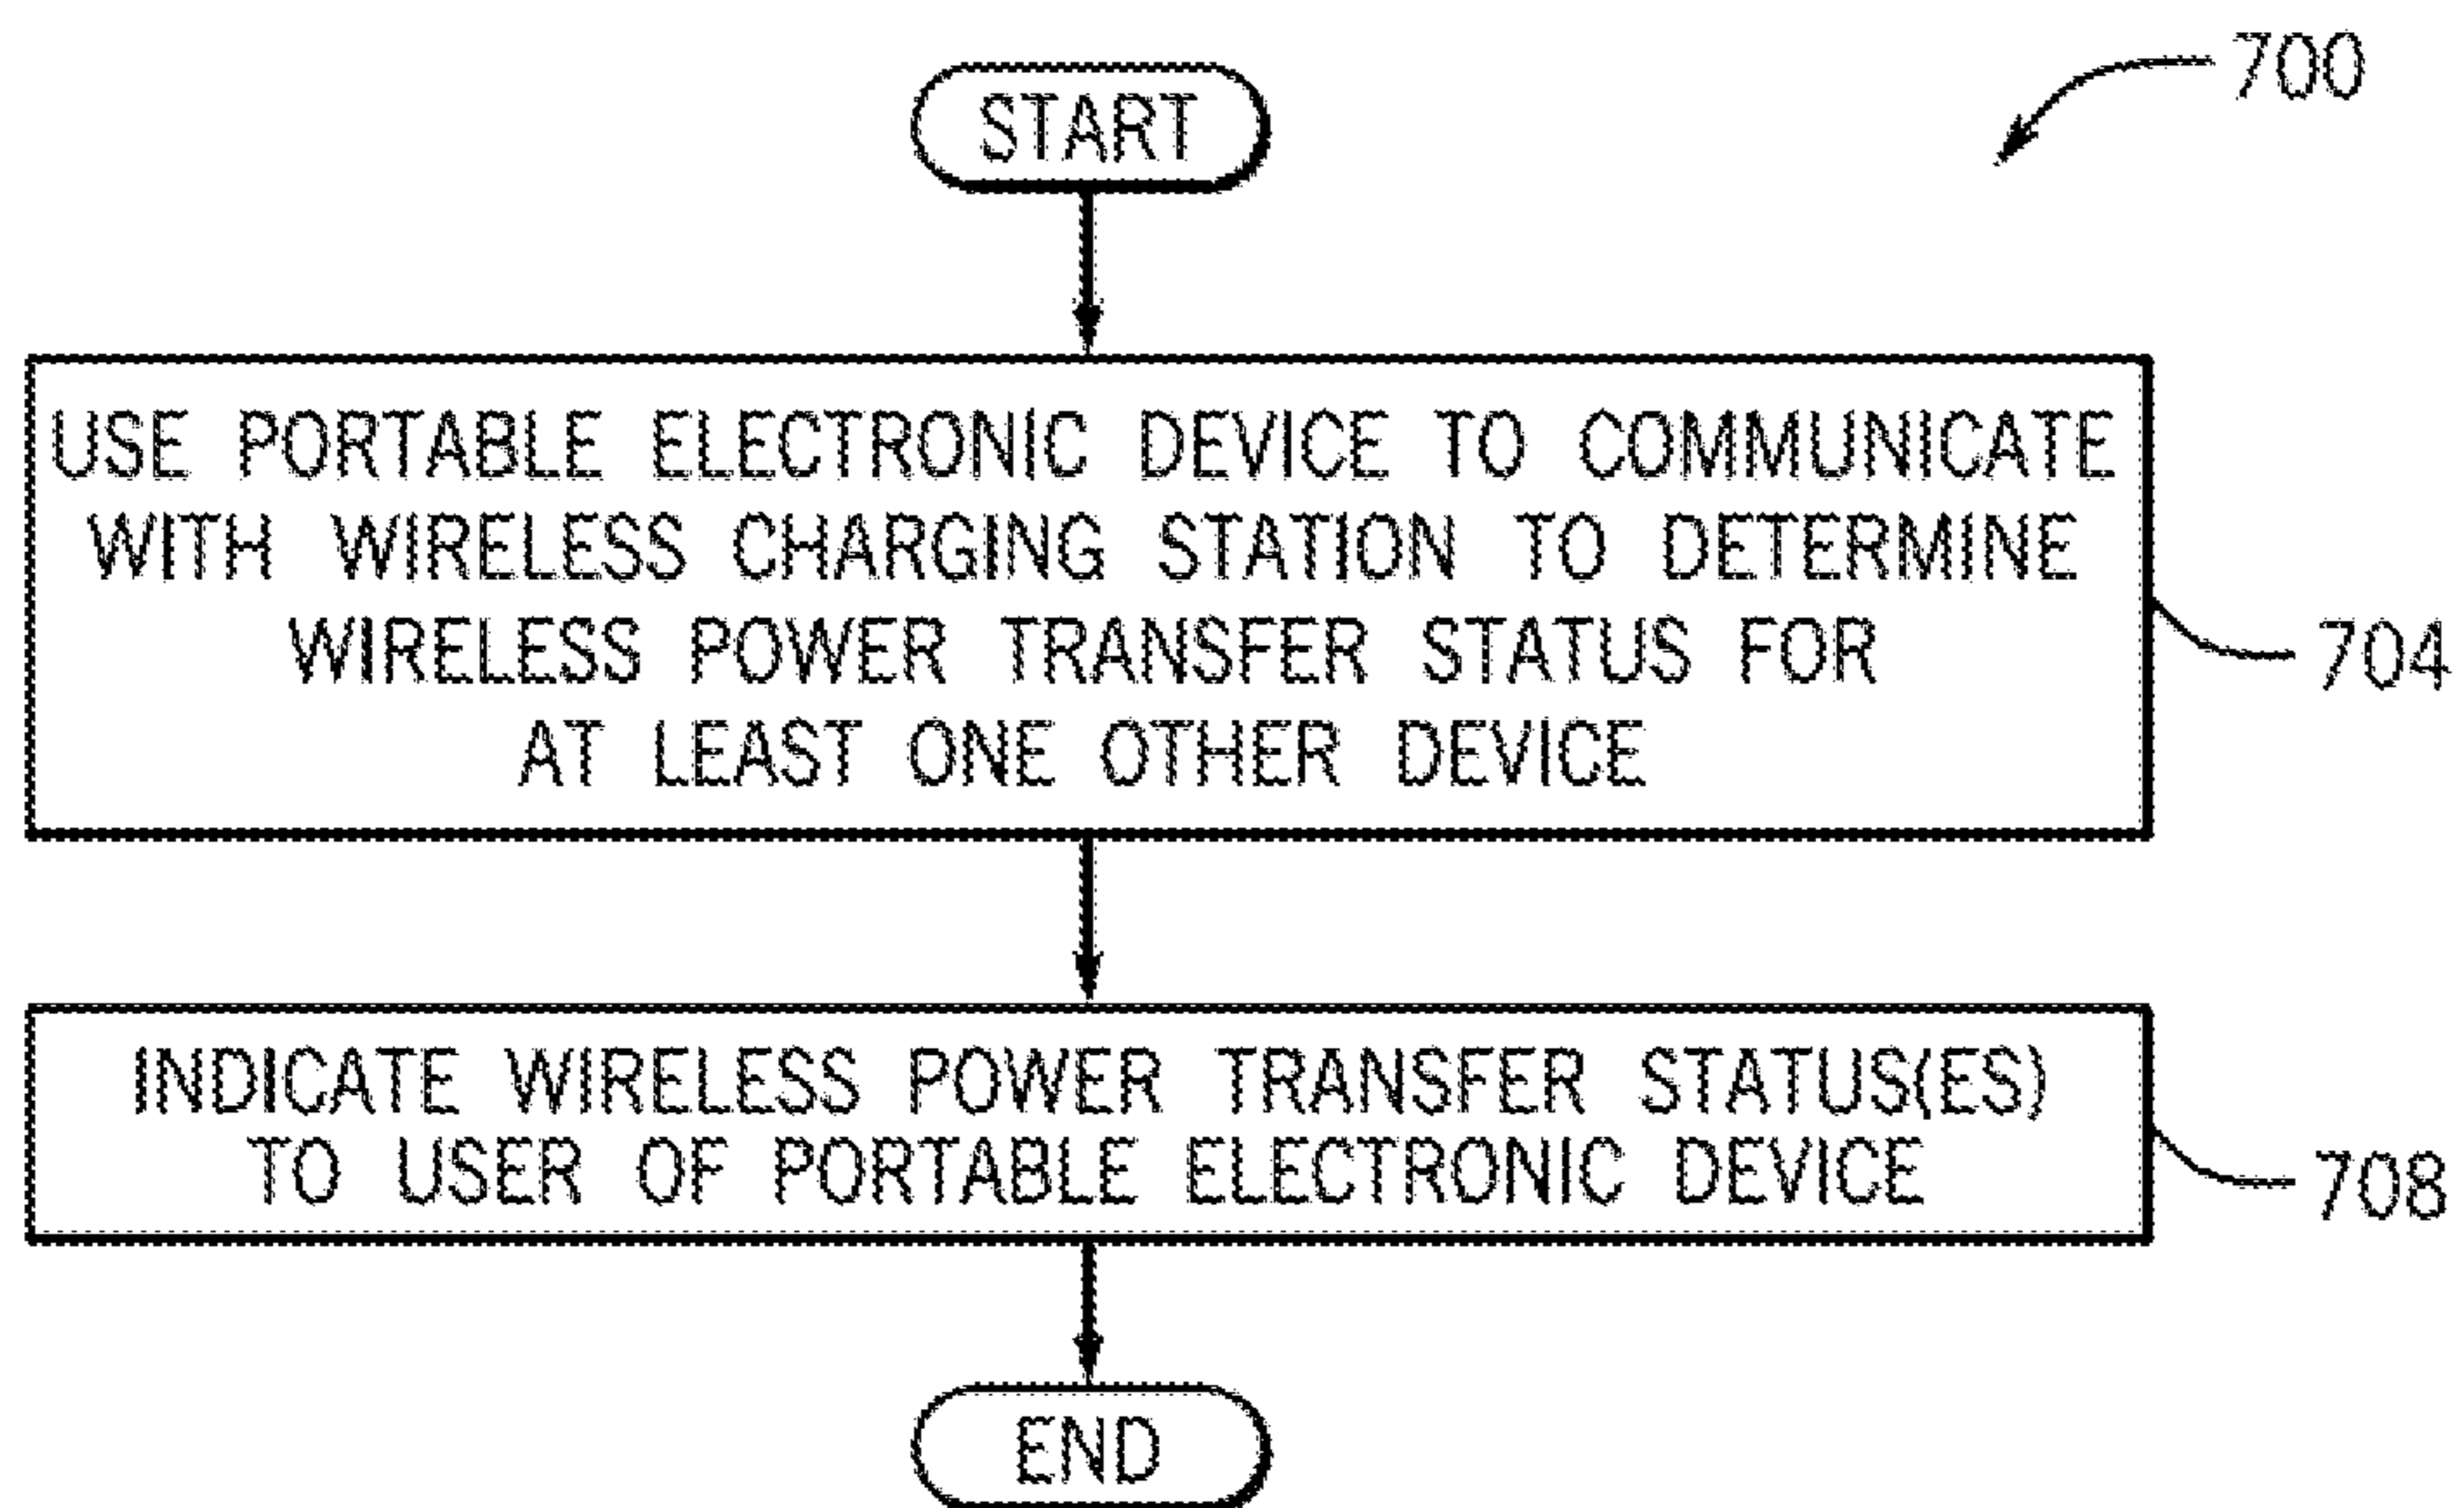 700
START
USE PORTABLE ELECTRONIC DEVICE TO COMMUNICATE
WITH WIRELESS CHARGING STATION TO DETERMINE
WIRELESS POWER TRANSFER STATUS FOR
AT LEAST ONE OTHER DEVICE
704
INDICATE WIRELESS POWER TRANSFER STATUS(ES)
TO USER OF PORTABLE ELECTRONIC DEVICE
708
END